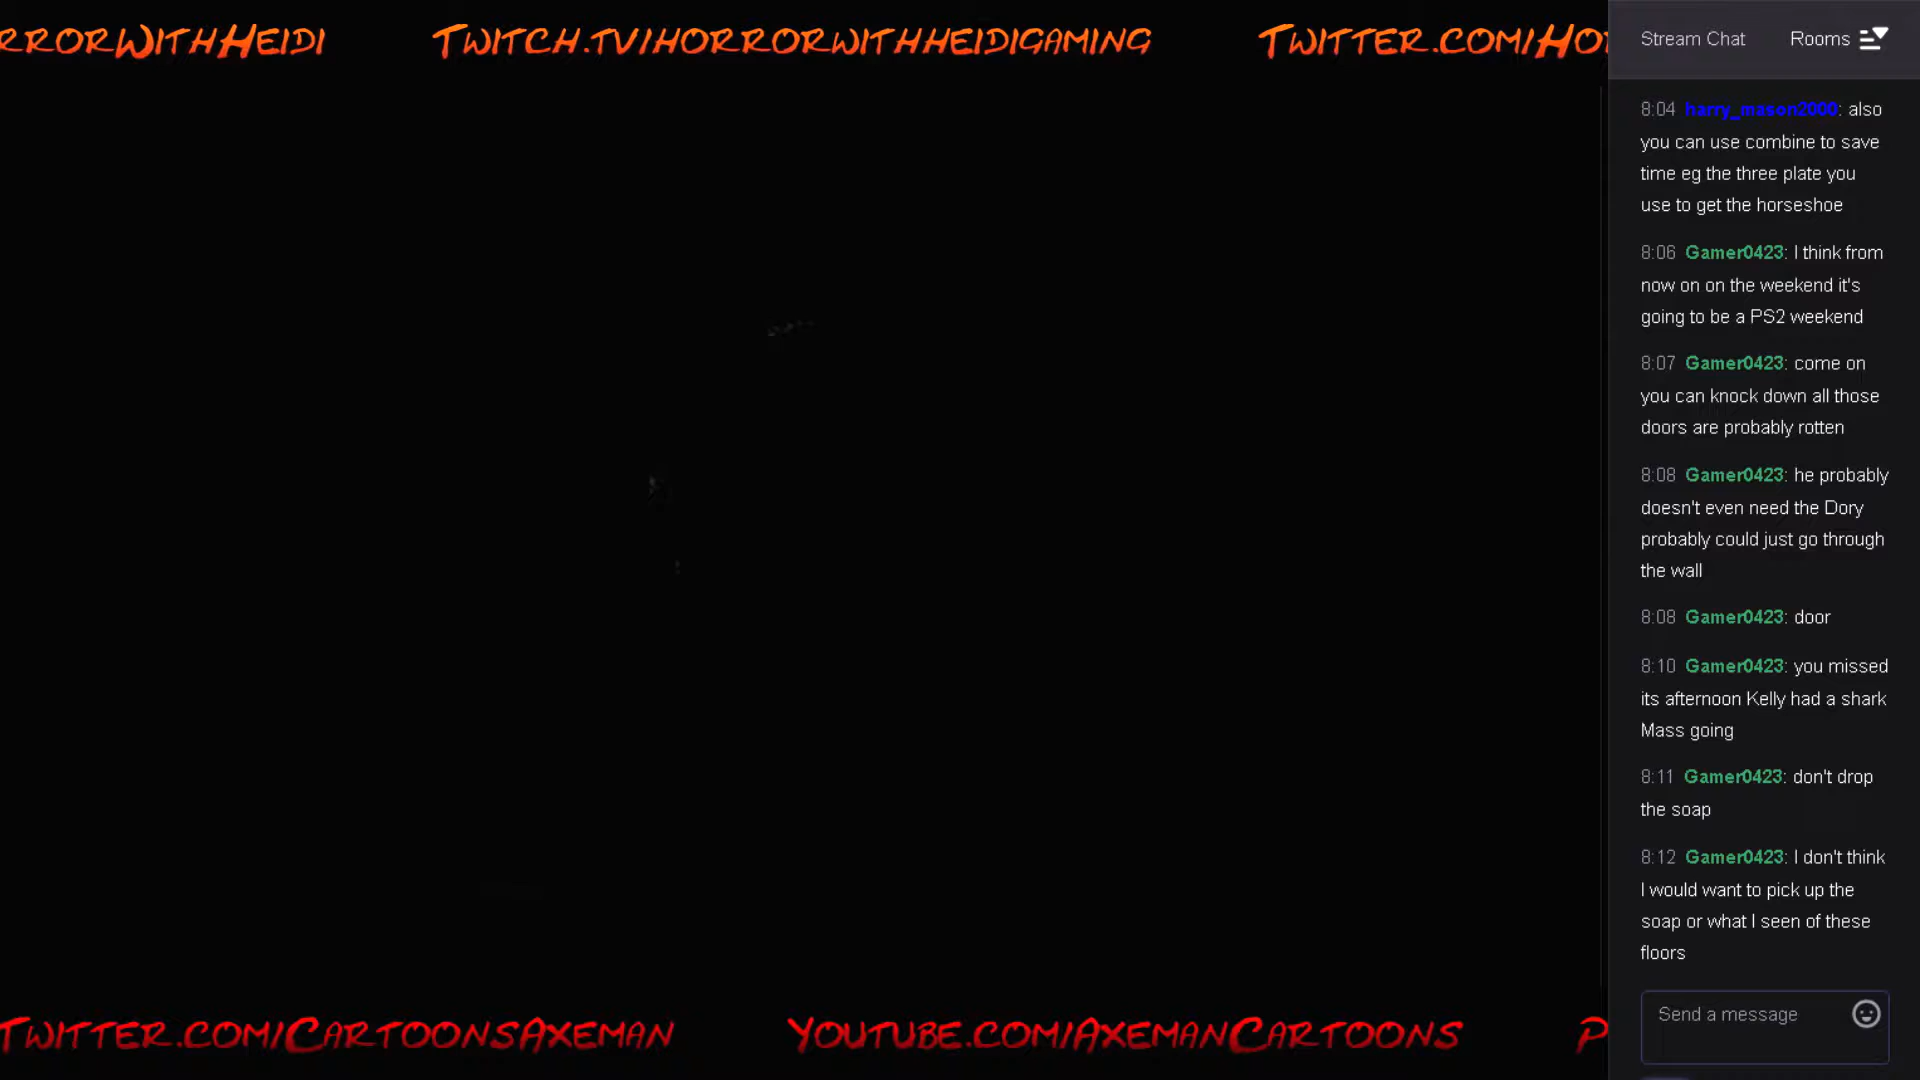 rrorWithHeidi Twitch.tv/horrorwithheidigaming Twitter.com/Ho
Stream Chat Rooms
8:04 harry_mason2000: also
you can use combine to save
time eg the three plate you
use to get the horseshoe
8:06 Gamer0423: I think from
now on on the weekend it's
going to be a PS2 weekend
8:07 Gamer0423: come on
you can knock down all those
doors are probably rotten
8:08 Gamer0423: he probably
doesn't even need the Dory
probably could just go through
the wall
8:08 Gamer0423: door
8:10 Gamer0423: you missed
its afternoon Kelly had a shark
Mass going
8:11 Gamer0423: don't drop
the soap
8:12 Gamer0423: I don't think
I would want to pick up the
soap or what I seen of these
floors
Send a message
Twitter.com/CartoonsAxeman Youtube.com/AxemanCartoons P